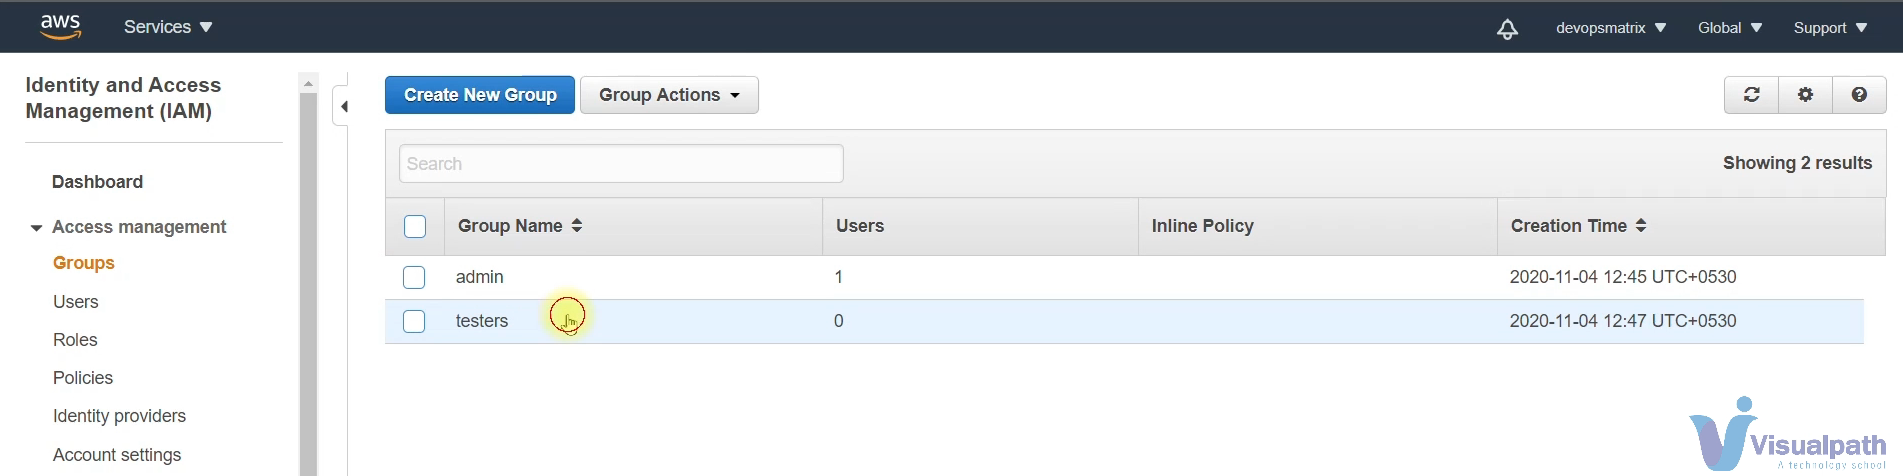 aws Services devopsmatrix Global Support
Identity and Access
Management (IAM)
Dashboard
Access management
Groups
Users
Roles
Policies
Identity providers
Account settings
Create New Group Group Actions
Search
Showing 2 results
Group Name Users Inline Policy Creation Time
admin 1 2020-11-04 12:45 UTC+0530
testers 0 2020-11-04 12:47 UTC+0530
Visualpath
A technology school